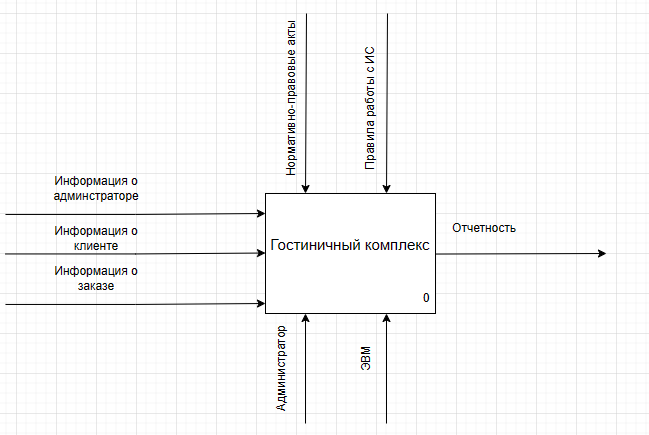 Нормативно-правовые акты
Правила работы с ИС
Информация о
админстраторе
Информация о
клиенте
Информация о
заказе
Гостиничный комплекс
0
Отчетность
Администратор
ЭВМ